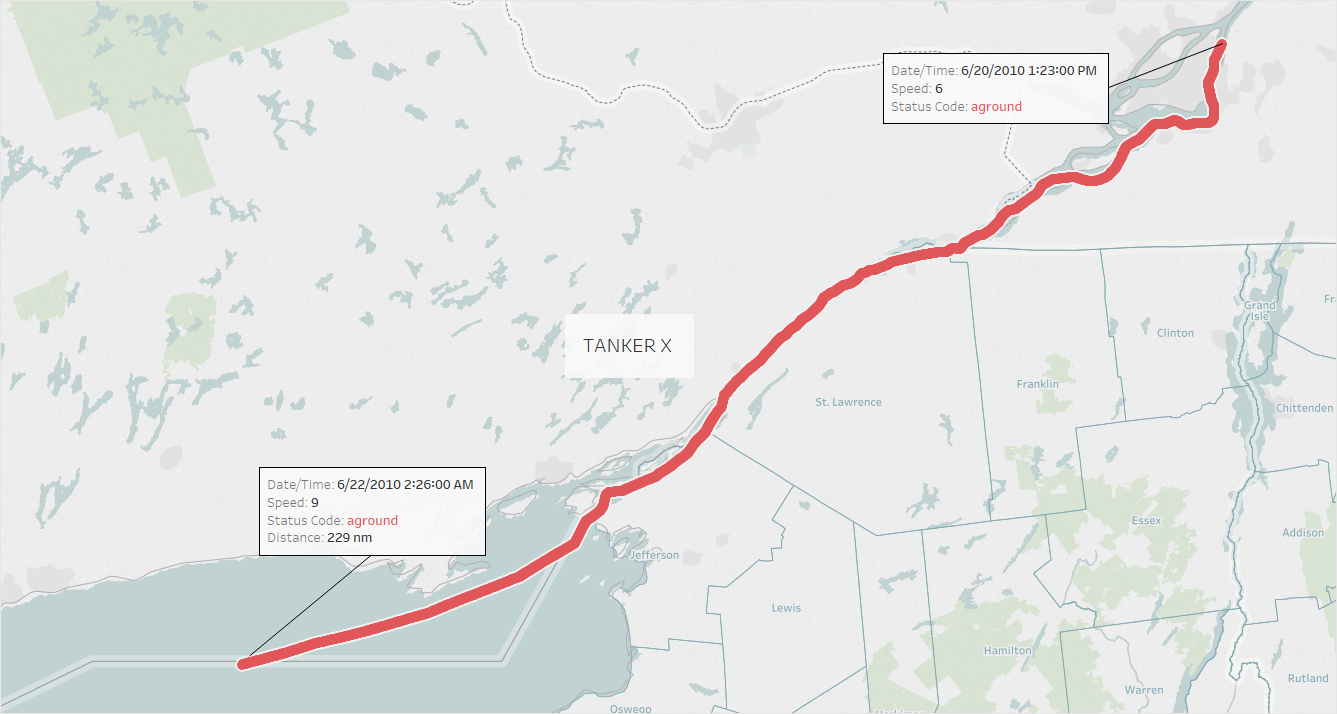 Date/Time: 6/20/2010 1:23:00 PM
Speed: 6
Status Code: aground
Grand
Isle
Fr
Clinton
TANKER X
Franklin
St. Lawrence
Chittenden
Date/Time: 6/22/2010 2:26:00 AM
Speed: 9
Status Code: aground
Distance: 229 nm
Essex
Addison
Jefferson
Lewis
Hamilton
Rutland
Warren
Oswego